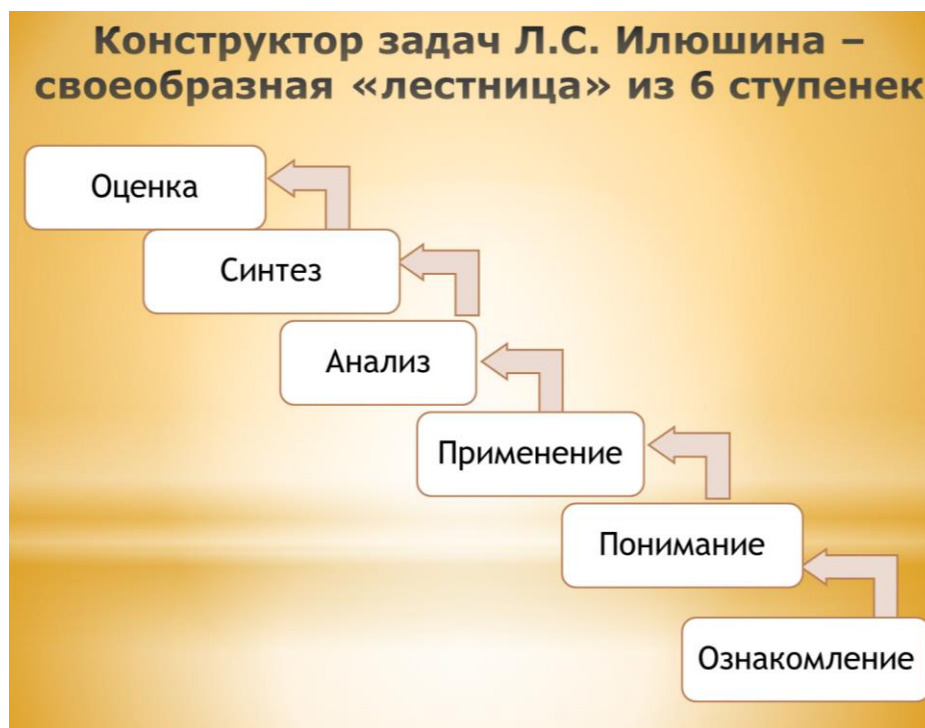 Конструктор задач Л.С. Илюшина –
своеобразная «лестница» из 6 ступенек
Оценка
Синтез
Анализ
Применение
Понимание
Ознакомление